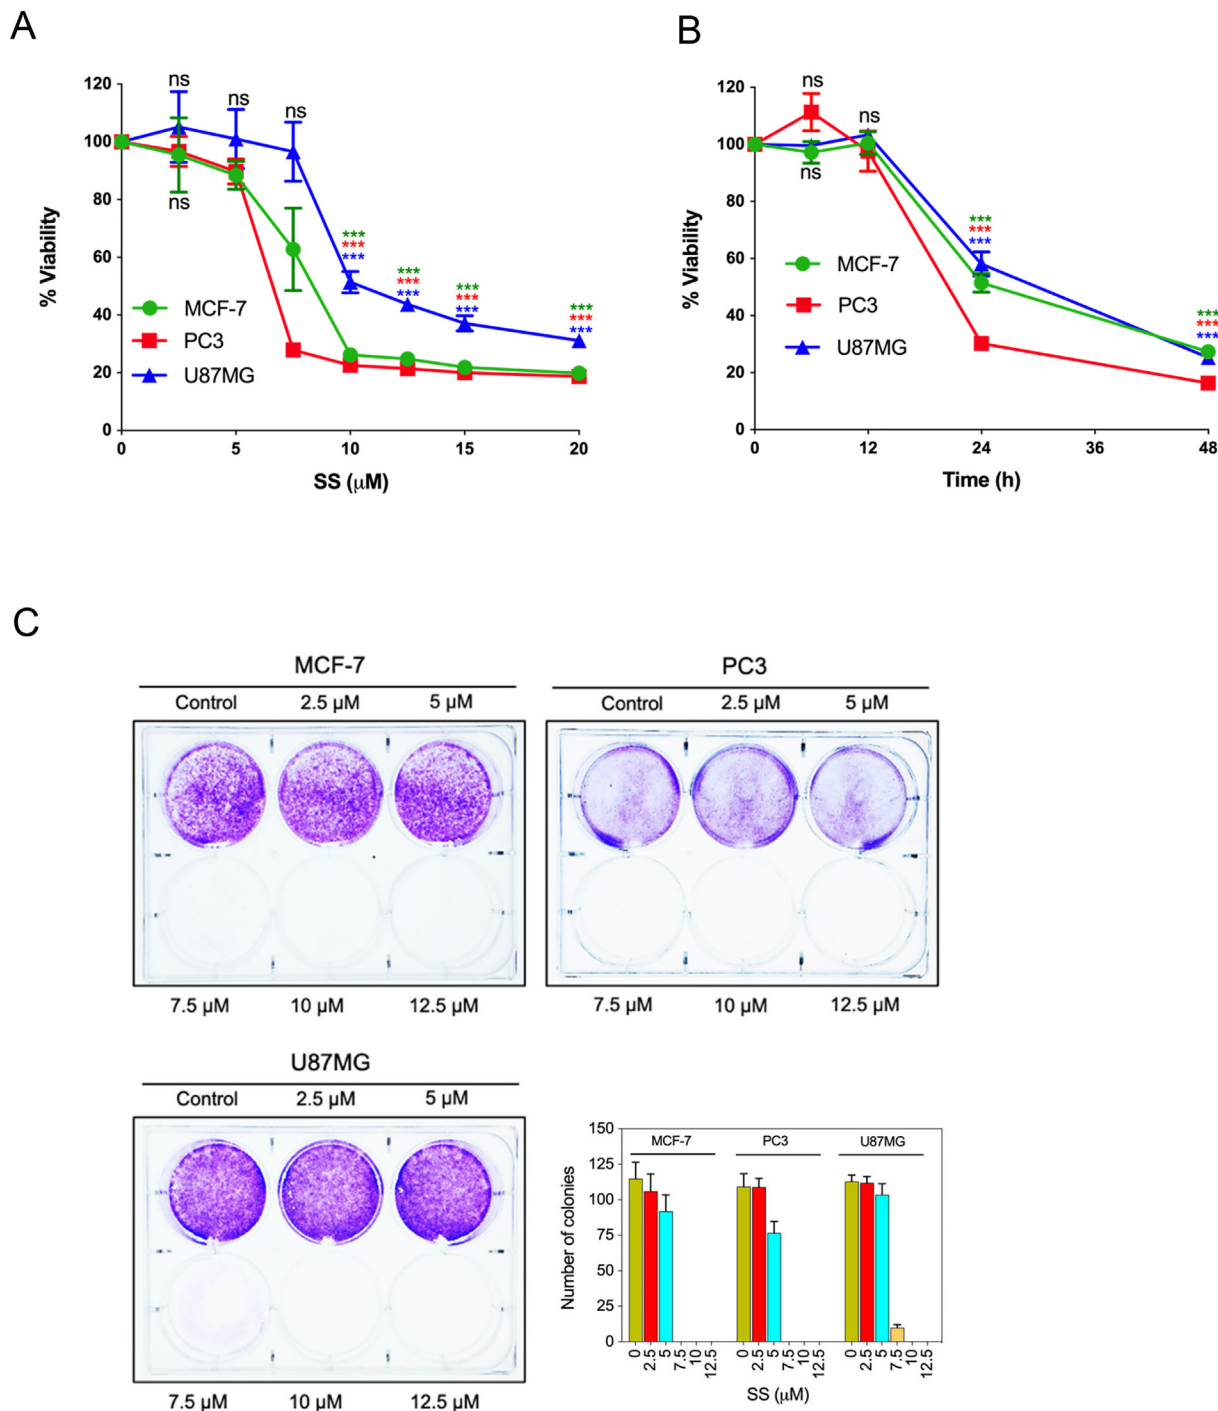 A
120
100
80
60
40
20
0
% Viability
ns
ns
ns
ns
***
***
***
***
***
***
***
***
***
***
***
***
MCF-7
PC3
U87MG
0
5
10
15
20
SS (μM)
B
120
100
80
60
40
20
0
% Viability
ns
ns
ns
***
***
***
***
***
***
MCF-7
PC3
U87MG
0
12
24
36
48
Time (h)
C
MCF-7
Control 2.5 µM 5 µM
7.5 µM 10 µM 12.5 µM
PC3
Control 2.5 µM 5 µM
7.5 µM 10 µM 12.5 µM
U87MG
Control 2.5 µM 5 µM
7.5 µM 10 µM 12.5 µM
150
125
100
75
50
25
0
Number of colonies
MCF-7 PC3 U87MG
0 2.5 5 7.5 10 12.5 0 2.5 5 7.5 10 12.5 0 2.5 5 7.5 10 12.5
SS (µM)